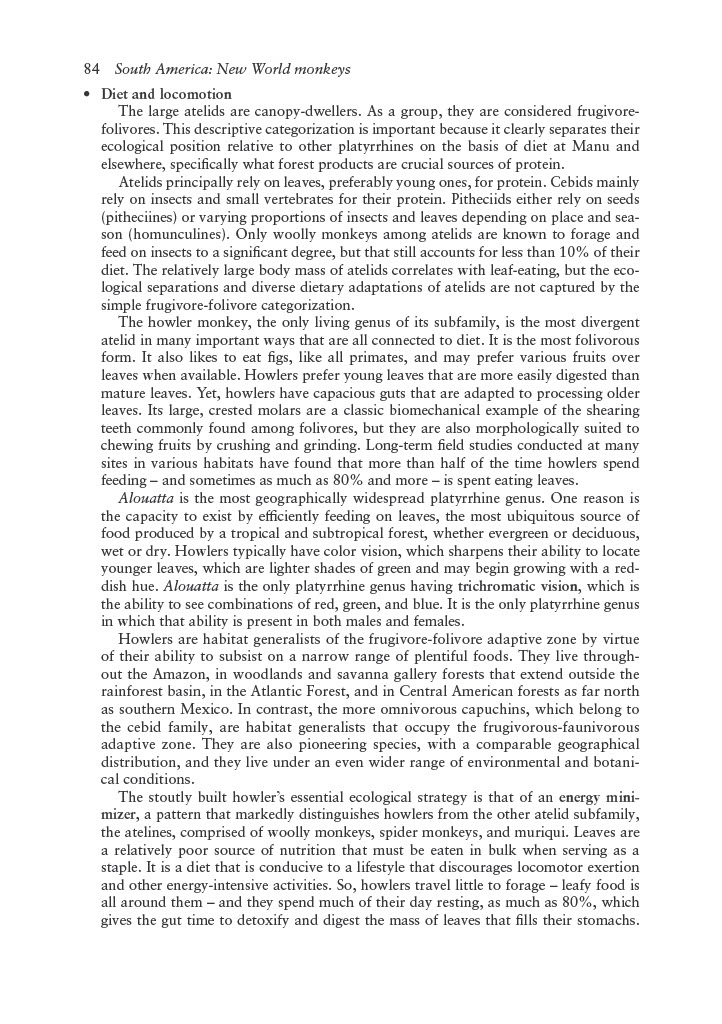 84 South America: New World monkeys
• Diet and locomotion
The large atelids are canopy-dwellers. As a group, they are considered frugivore-
folivores. This descriptive categorization is important because it clearly separates their
ecological position relative to other platyrrhines on the basis of diet at Manu and
elsewhere, specifically what forest products are crucial sources of protein.
Atelids principally rely on leaves, preferably young ones, for protein. Cebids mainly
rely on insects and small vertebrates for their protein. Pitheciids either rely on seeds
(pitheciines) or varying proportions of insects and leaves depending on place and sea-
son (homunculines). Only woolly monkeys among atelids are known to forage and
feed on insects to a significant degree, but that still accounts for less than 10% of their
diet. The relatively large body mass of atelids correlates with leaf-eating, but the eco-
logical separations and diverse dietary adaptations of atelids are not captured by the
simple frugivore-folivore categorization.
The howler monkey, the only living genus of its subfamily, is the most divergent
atelid in many important ways that are all connected to diet. It is the most folivorous
form. It also likes to eat figs, like all primates, and may prefer various fruits over
leaves when available. Howlers prefer young leaves that are more easily digested than
mature leaves. Yet, howlers have capacious guts that are adapted to processing older
leaves. Its large, crested molars are a classic biomechanical example of the shearing
teeth commonly found among folivores, but they are also morphologically suited to
chewing fruits by crushing and grinding. Long-term field studies conducted at many
sites in various habitats have found that more than half of the time howlers spend
feeding – and sometimes as much as 80% and more – is spent eating leaves.
Alouatta is the most geographically widespread platyrrhine genus. One reason is
the capacity to exist by efficiently feeding on leaves, the most ubiquitous source of
food produced by a tropical and subtropical forest, whether evergreen or deciduous,
wet or dry. Howlers typically have color vision, which sharpens their ability to locate
younger leaves, which are lighter shades of green and may begin growing with a red-
dish hue. Alouatta is the only platyrrhine genus having trichromatic vision, which is
the ability to see combinations of red, green, and blue. It is the only platyrrhine genus
in which that ability is present in both males and females.
Howlers are habitat generalists of the frugivore-folivore adaptive zone by virtue
of their ability to subsist on a narrow range of plentiful foods. They live through-
out the Amazon, in woodlands and savanna gallery forests that extend outside the
rainforest basin, in the Atlantic Forest, and in Central American forests as far north
as southern Mexico. In contrast, the more omnivorous capuchins, which belong to
the cebid family, are habitat generalists that occupy the frugivorous-faunivorous
adaptive zone. They are also pioneering species, with a comparable geographical
distribution, and they live under an even wider range of environmental and botani-
cal conditions.
The stoutly built howler's essential ecological strategy is that of an energy mini-
mizer, a pattern that markedly distinguishes howlers from the other atelid subfamily,
the atelines, comprised of woolly monkeys, spider monkeys, and muriqui. Leaves are
a relatively poor source of nutrition that must be eaten in bulk when serving as a
staple. It is a diet that is conducive to a lifestyle that discourages locomotor exertion
and other energy-intensive activities. So, howlers travel little to forage – leafy food is
all around them – and they spend much of their day resting, as much as 80%, which
gives the gut time to detoxify and digest the mass of leaves that fills their stomachs.